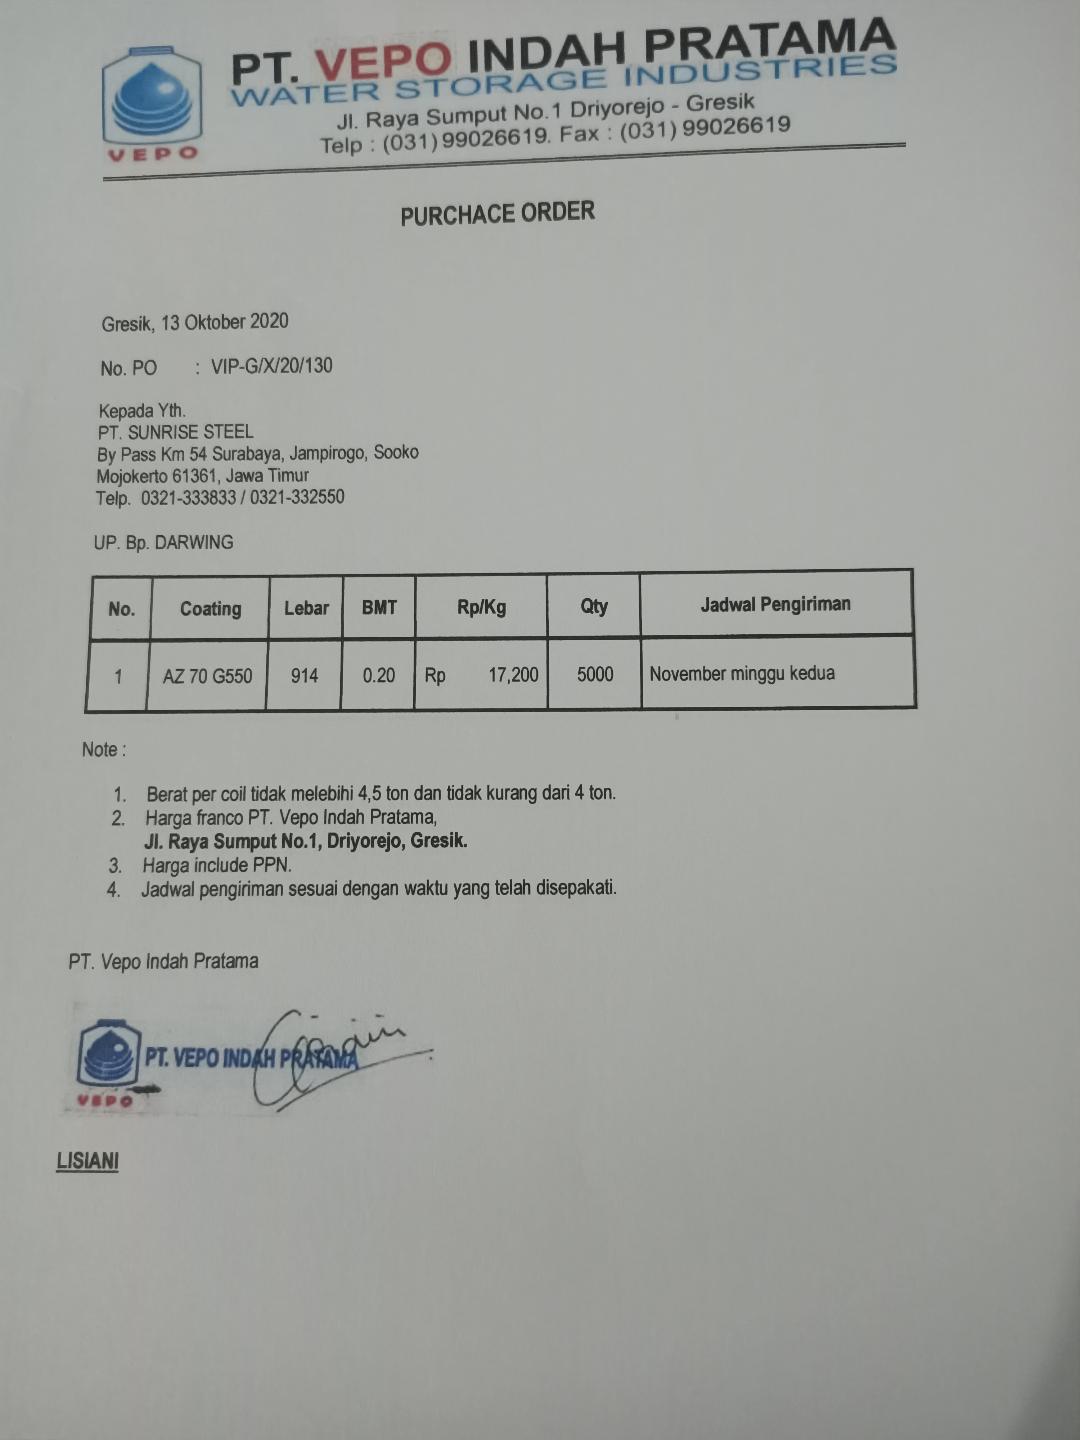 VEPO
PT. VEPO INDAH PRATAMA
WATER STORAGE INDUSTRIES
Jl. Raya Sumput No.1 Driyorejo - Gresik
Telp : (031) 99026619. Fax : (031) 99026619
PURCHACE ORDER
Gresik, 13 Oktober 2020
No. PO : VIP-G/X/20/130
Kepada Yth.
PT. SUNRISE STEEL
By Pass Km 54 Surabaya, Jampirogo, Sooko
Mojokerto 61361, Jawa Timur
Telp. 0321-333833 / 0321-332550
UP. Bp. DARWING
No. Coating Lebar BMT Rp/Kg Qty Jadwal Pengiriman
1 AZ 70 G550 914 0.20 Rp 17,200 5000 November minggu kedua
Note :
1. Berat per coil tidak melebihi 4,5 ton dan tidak kurang dari 4 ton.
2. Harga franco PT. Vepo Indah Pratama,
Jl. Raya Sumput No.1, Driyorejo, Gresik.
3. Harga include PPN.
4. Jadwal pengiriman sesuai dengan waktu yang telah disepakati.
PT. Vepo Indah Pratama
PT. VEPO INDAH PRATAMA
VEPO
LISIANI